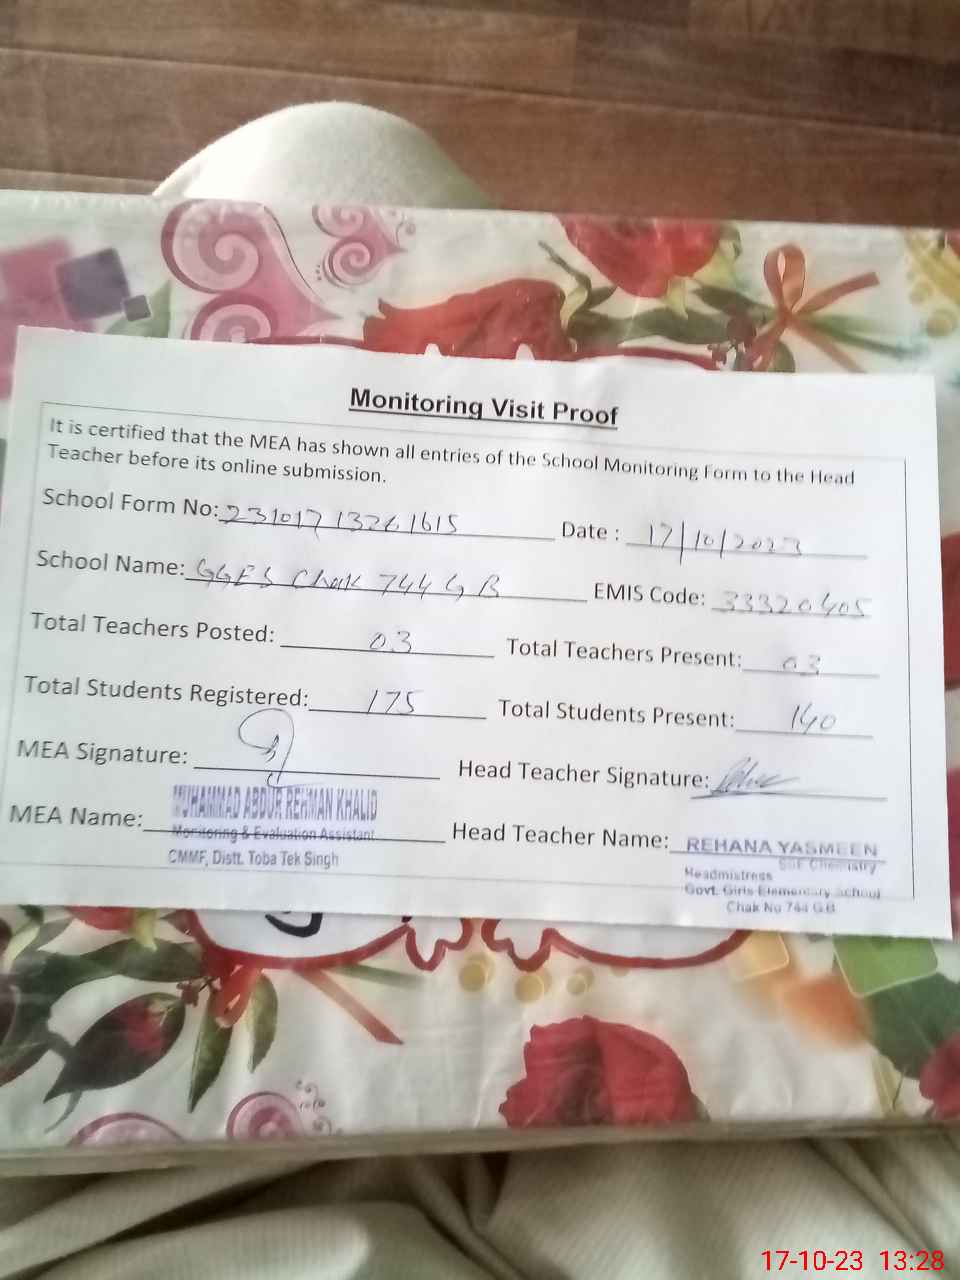 Monitoring Visit Proof
It is certified that the MEA has shown all entries of the School Monitoring Form to the Head
Teacher before its online submission.
School Form No: 231017 13261615 Date : 17/10/2023
School Name: GGES Chak 744 GB EMIS Code: 33320405
Total Teachers Posted: 03 Total Teachers Present: 03
Total Students Registered: 175 Total Students Present: 140
MEA Signature: Head Teacher Signature:
MEA Name: MUHAMMAD ABDUR REHMAN KHALID Head Teacher Name: REHANA YASMEEN
Monitoring & Evaluation Assistant SSE Chemistry
CMMF, Distt. Toba Tek Singh Headmistress
Govt. Girls Elementary School
Chak No 744 G.B
17-10-23 13:28